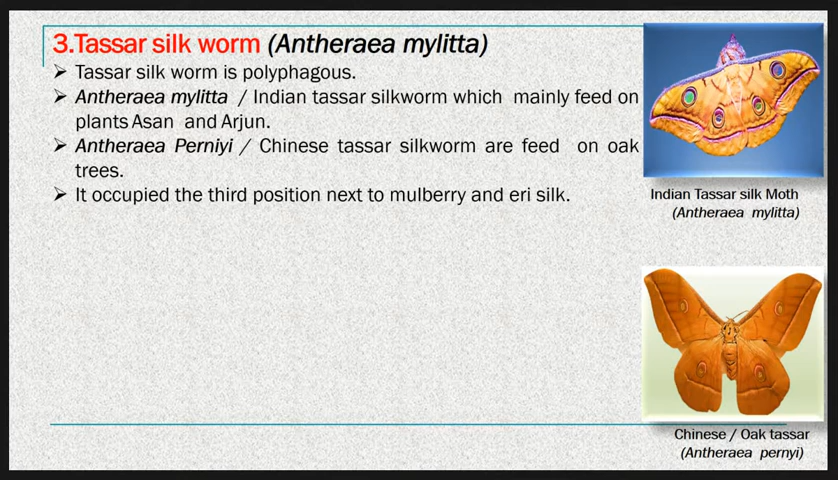 3.Tassar silk worm (Antheraea mylitta)
➢ Tassar silk worm is polyphagous.
➢ Antheraea mylitta / Indian tassar silkworm which mainly feed on
plants Asan and Arjun.
➢ Antheraea Perniyi / Chinese tassar silkworm are feed on oak
trees.
➢ It occupied the third position next to mulberry and eri silk.
Indian Tassar silk Moth
(Antheraea mylitta)
Chinese / Oak tassar
(Antheraea pernyi)